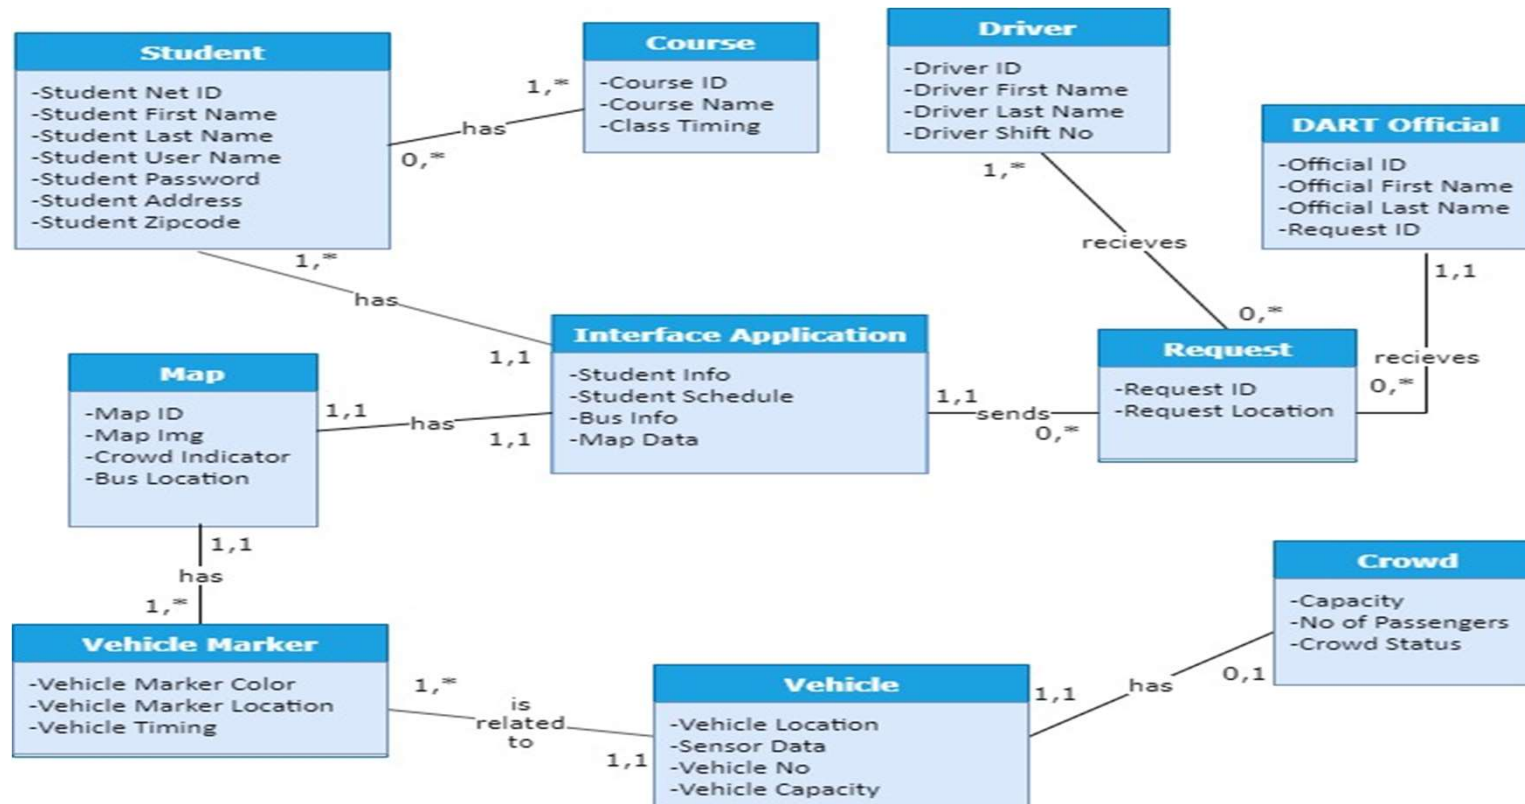 Student
-Student Net ID
-Student First Name
-Student Last Name
-Student User Name
-Student Password
-Student Address
-Student Zipcode
1,*
has
0,*
Course
-Course ID
-Course Name
-Class Timing
Driver
-Driver ID
-Driver First Name
-Driver Last Name
-Driver Shift No
1,*
recieves
0,*
DART Official
-Official ID
-Official First Name
-Official Last Name
-Request ID
1,1
recieves
0,*
1,*
has
1,1
Interface Application
-Student Info
-Student Schedule
-Bus Info
-Map Data
1,1
sends
0,*
Request
-Request ID
-Request Location
Map
-Map ID
-Map Img
-Crowd Indicator
-Bus Location
1,1
has
1,1
1,1
has
1,*
Vehicle Marker
-Vehicle Marker Color
-Vehicle Marker Location
-Vehicle Timing
1,*
is
related
to
1,1
Vehicle
-Vehicle Location
-Sensor Data
-Vehicle No
-Vehicle Capacity
1,1
has
0,1
Crowd
-Capacity
-No of Passengers
-Crowd Status